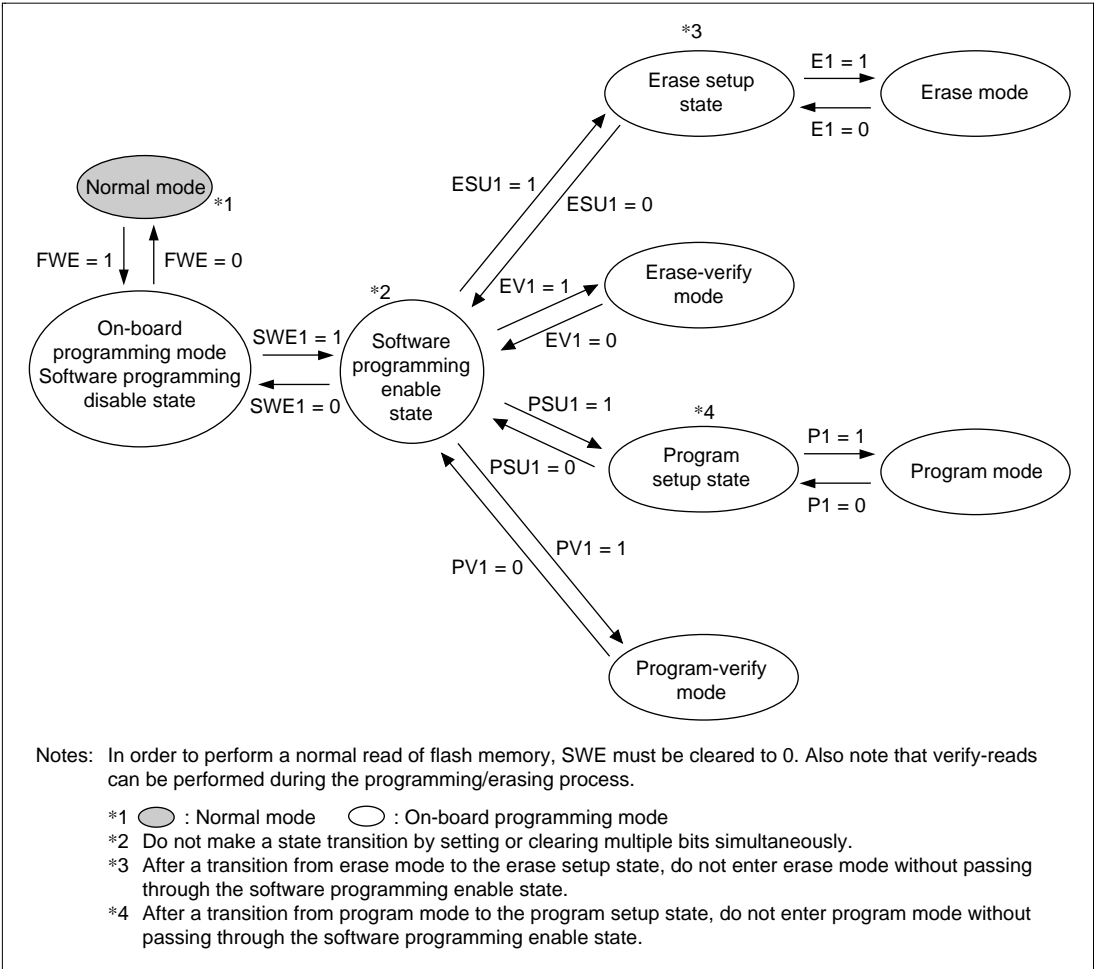 *3
Erase setup
state
E1 = 1
E1 = 0
Erase mode
Normal mode
*1
ESU1 = 1
ESU1 = 0
FWE = 1
FWE = 0
Erase-verify
mode
EV1 = 1
EV1 = 0
*2
On-board
programming mode
Software programming
disable state
SWE1 = 1
SWE1 = 0
Software
programming
enable
state
PSU1 = 1
PSU1 = 0
*4
Program
setup state
P1 = 1
P1 = 0
Program mode
PV1 = 1
PV1 = 0
Program-verify
mode
Notes: In order to perform a normal read of flash memory, SWE must be cleared to 0. Also note that verify-reads
can be performed during the programming/erasing process.
*1 : Normal mode : On-board programming mode
*2 Do not make a state transition by setting or clearing multiple bits simultaneously.
*3 After a transition from erase mode to the erase setup state, do not enter erase mode without passing
through the software programming enable state.
*4 After a transition from program mode to the program setup state, do not enter program mode without
passing through the software programming enable state.